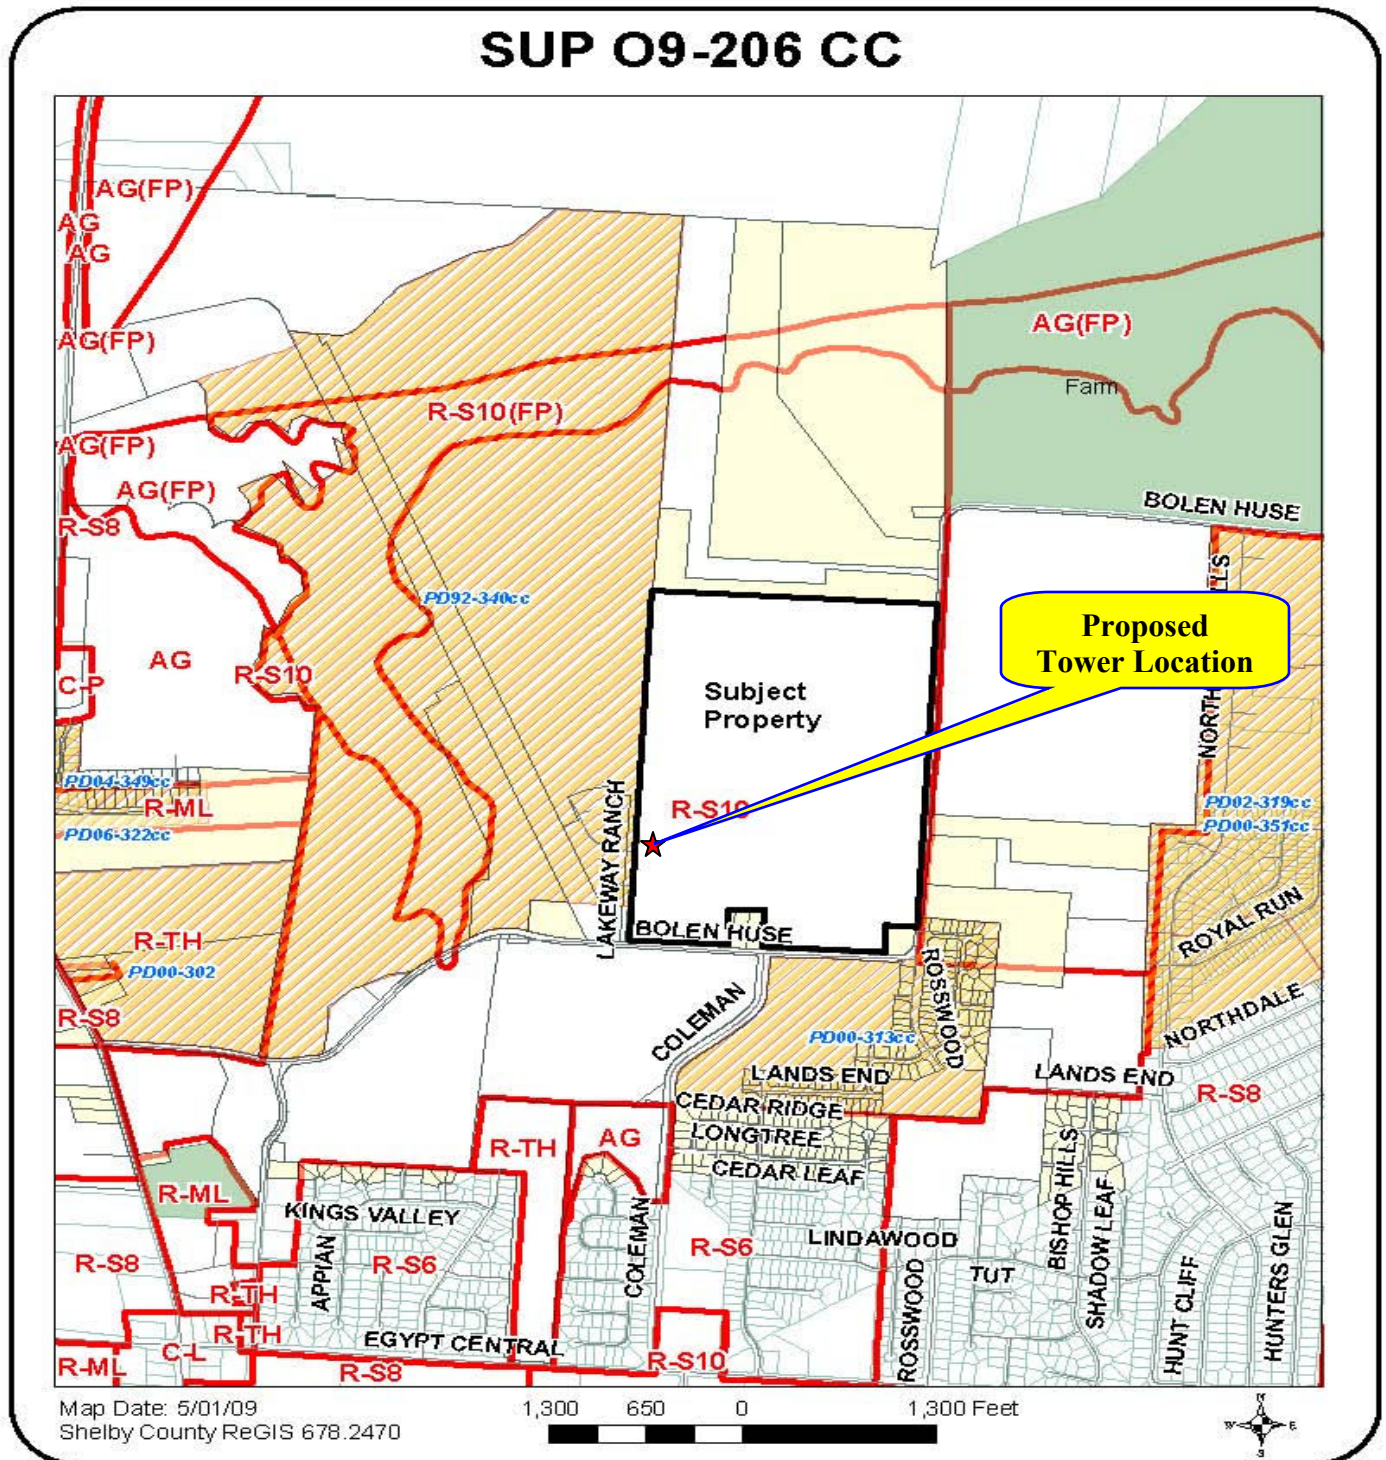 SUP O9-206 CC
AG(FP)
AG
AG
AG(FP)
AG(FP)
R-S10(FP)
Farm
AG(FP)
AG(FP)
BOLEN HUSE
R-S8
PD92-340cc
Proposed
Tower Location
AG
R-S10
C-P
Subject
Property
PD04-349cc
R-ML
PD06-322cc
LAKEWAY RANCH
R-S10
PD02-319cc
PD00-351cc
BOLEN HUSE
ROYAL RUN
R-TH
PD00-302
R-S8
COLEMAN
ROSSWOOD
PD00-313cc
NORTHDALE
LANDS END
LANDS END
R-S8
CEDAR RIDGE
LONGTREE
CEDAR LEAF
R-TH
AG
R-ML
KINGS VALLEY
APPIAN
R-S6
COLEMAN
R-S6
LINDAWOOD
ROSSWOOD
TUT
BISHOP HILLS
SHADOW LEAF
HUNT CLIFF
HUNTERS GLEN
R-S8
R-TH
R-TH
C-L
R-ML
EGYPT CENTRAL
R-S8
R-S10
Map Date: 5/01/09
Shelby County ReGIS 678.2470
1,300 650 0 1,300 Feet
N
W E
S